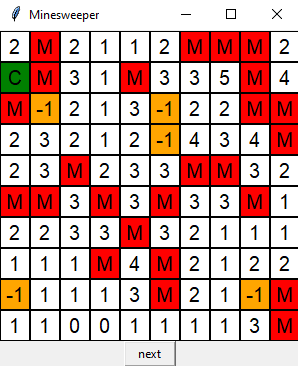 Minesweeper
2 M 2 1 1 2 M M M 2
C M 3 1 M 3 3 5 M 4
M -1 2 1 3 -1 2 2 M M
2 3 2 1 2 -1 4 3 4 M
2 3 M 2 3 3 M M 3 2
M M 3 M 3 M 3 3 M 1
2 2 3 3 M 3 2 1 1 1
1 1 1 M 4 M 2 1 2 2
-1 1 1 1 3 M 2 1 -1 M
1 1 0 0 1 1 1 1 3 M
next